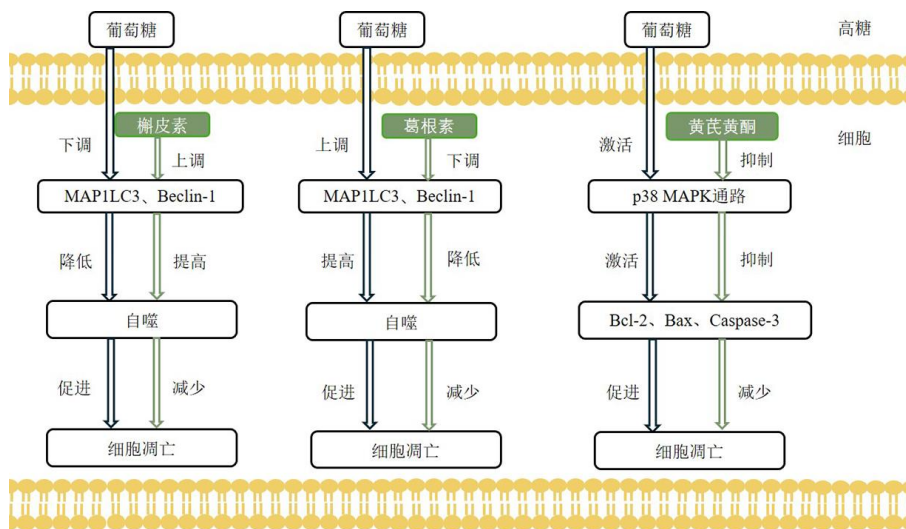 葡萄糖
葡萄糖
葡萄糖
高糖
槲皮素
葛根素
黄芪黄酮
细胞
下调
上调
上调
下调
激活
抑制
MAP1LC3、Beclin-1
MAP1LC3、Beclin-1
p38 MAPK通路
降低
提高
提高
降低
激活
抑制
自噬
自噬
Bcl-2、Bax、Caspase-3
促进
减少
促进
减少
促进
减少
细胞凋亡
细胞凋亡
细胞凋亡